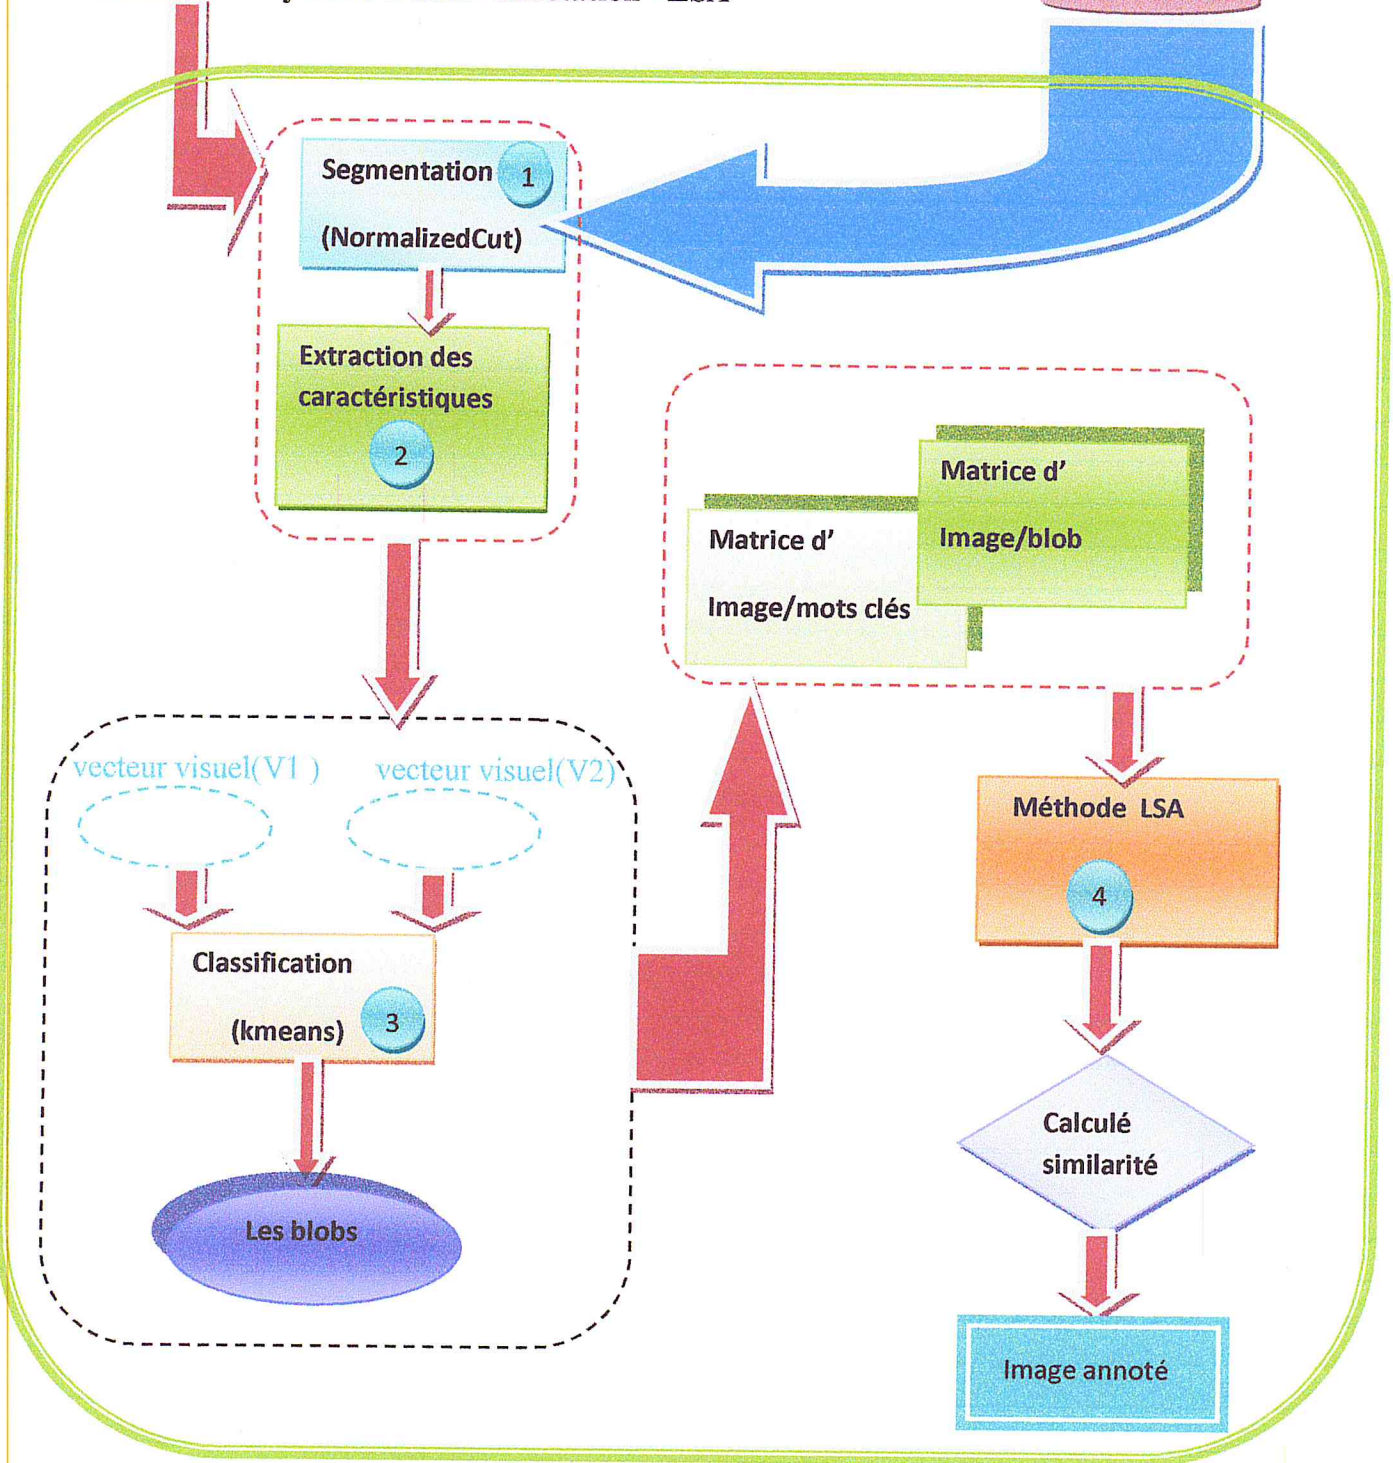 LSA
Segmentation 1
(NormalizedCut)
Extraction des
caractéristiques
2
Matrice d’
Image/blob
Matrice d’
Image/mots clés
vecteur visuel(V1 )
vecteur visuel(V2)
Classification
(kmeans)
3
Les blobs
Méthode LSA
4
Calculé
similarité
Image annoté